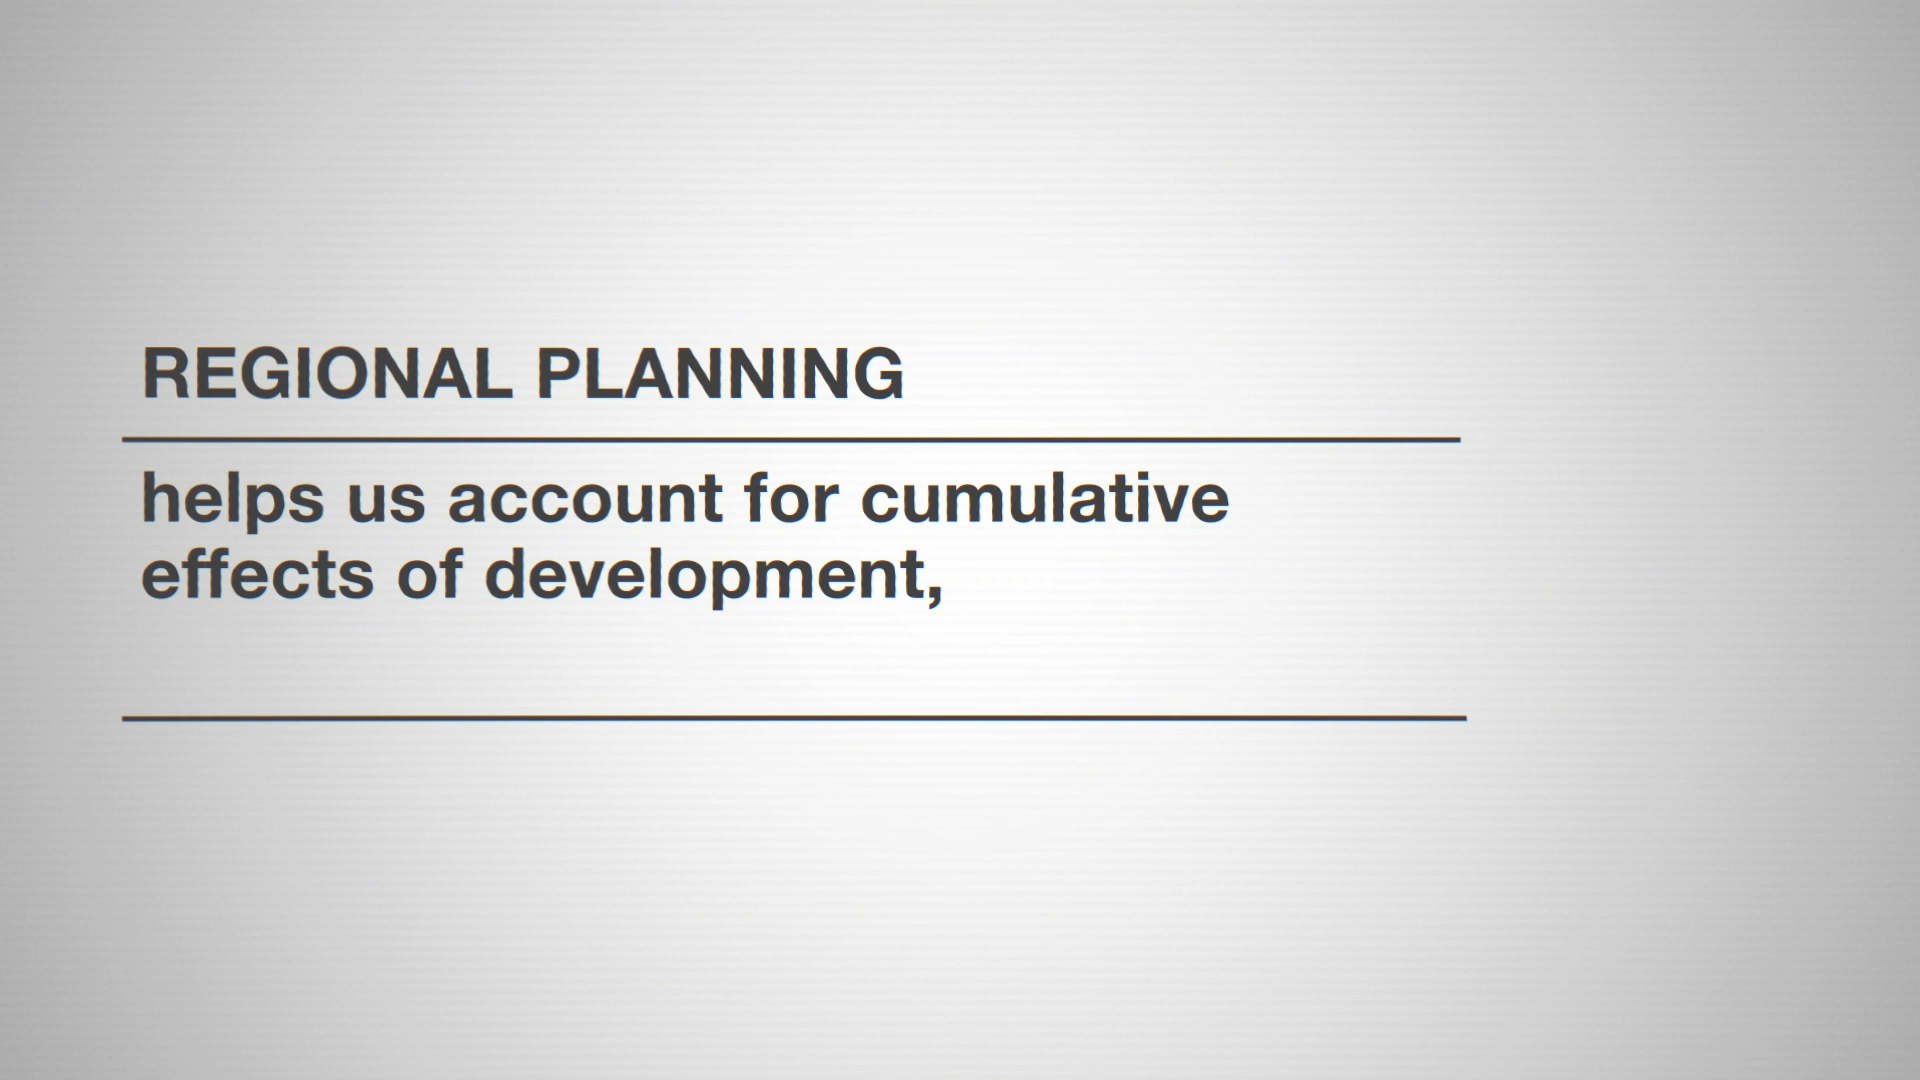 REGIONAL PLANNING
helps us account for cumulative
effects of development,